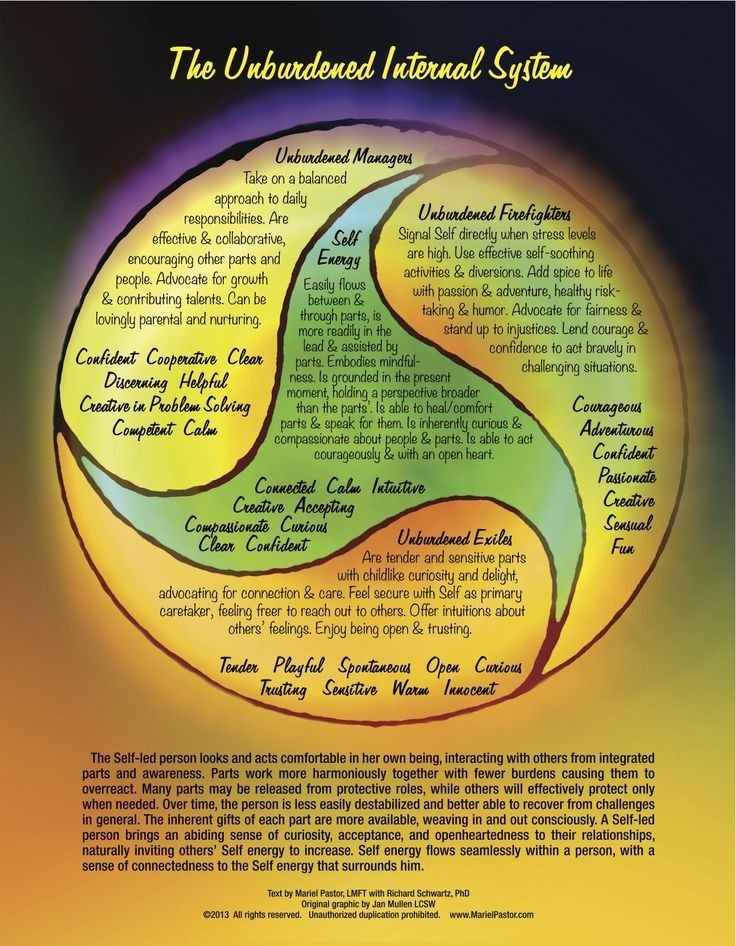 The Unburdened Internal System
Unburdened Managers
Take on a balanced
approach to daily
responsibilities. Are
effective & collaborative,
encouraging other parts and
people. Advocate for growth
& contributing talents. Can be
lovingly parental and nurturing.
Confident Cooperative Clear
Discerning Helpful
Creative in Problem Solving
Competent Calm
Self
Energy
Easily flows
between &
through parts, is
more readily in the
lead & assisted by
parts. Embodies mindful-
ness. Is grounded in the present
moment, holding a perspective broader
than the parts'. Is able to heal/comfort
parts & speak for them. Is inherently curious &
compassionate about people & parts. Is able to act
courageously & with an open heart.
Connected Calm Intuitive
Creative Accepting
Compassionate Curious
Clear Confident
Unburdened Firefighters
Signal Self directly when stress levels
are high. Use effective self-soothing
activities & diversions. Add spice to life
with passion & adventure, healthy risk-
taking & humor. Advocate for fairness &
stand up to injustices. Lend courage &
confidence to act bravely in
challenging situations.
Courageous
Adventurous
Confident
Passionate
Creative
Sensual
Fun
Unburdened Exiles
Are tender and sensitive parts
with childlike curiosity and delight,
advocating for connection & care. Feel secure with Self as primary
caretaker, feeling freer to reach out to others. Offer intuitions about
others' feelings. Enjoy being open & trusting.
Tender Playful Spontaneous Open Curious
Trusting Sensitive Warm Innocent
The Self-led person looks and acts comfortable in her own being, interacting with others from integrated
parts and awareness. Parts work more harmoniously together with fewer burdens causing them to
overreact. Many parts may be released from protective roles, while others will effectively protect only
when needed. Over time, the person is less easily destabilized and better able to recover from challenges
in general. The inherent gifts of each part are more available, weaving in and out consciously. A Self-led
person brings an abiding sense of curiosity, acceptance, and openheartedness to their relationships,
naturally inviting others' Self energy to increase. Self energy flows seamlessly within a person, with a
sense of connectedness to the Self energy that surrounds him.
Text by Mariel Pastor, LMFT with Richard Schwartz, PhD
Original graphic by Jan Mullen LCSW
©2013 All rights reserved. Unauthorized duplication prohibited. www.MarielPastor.com